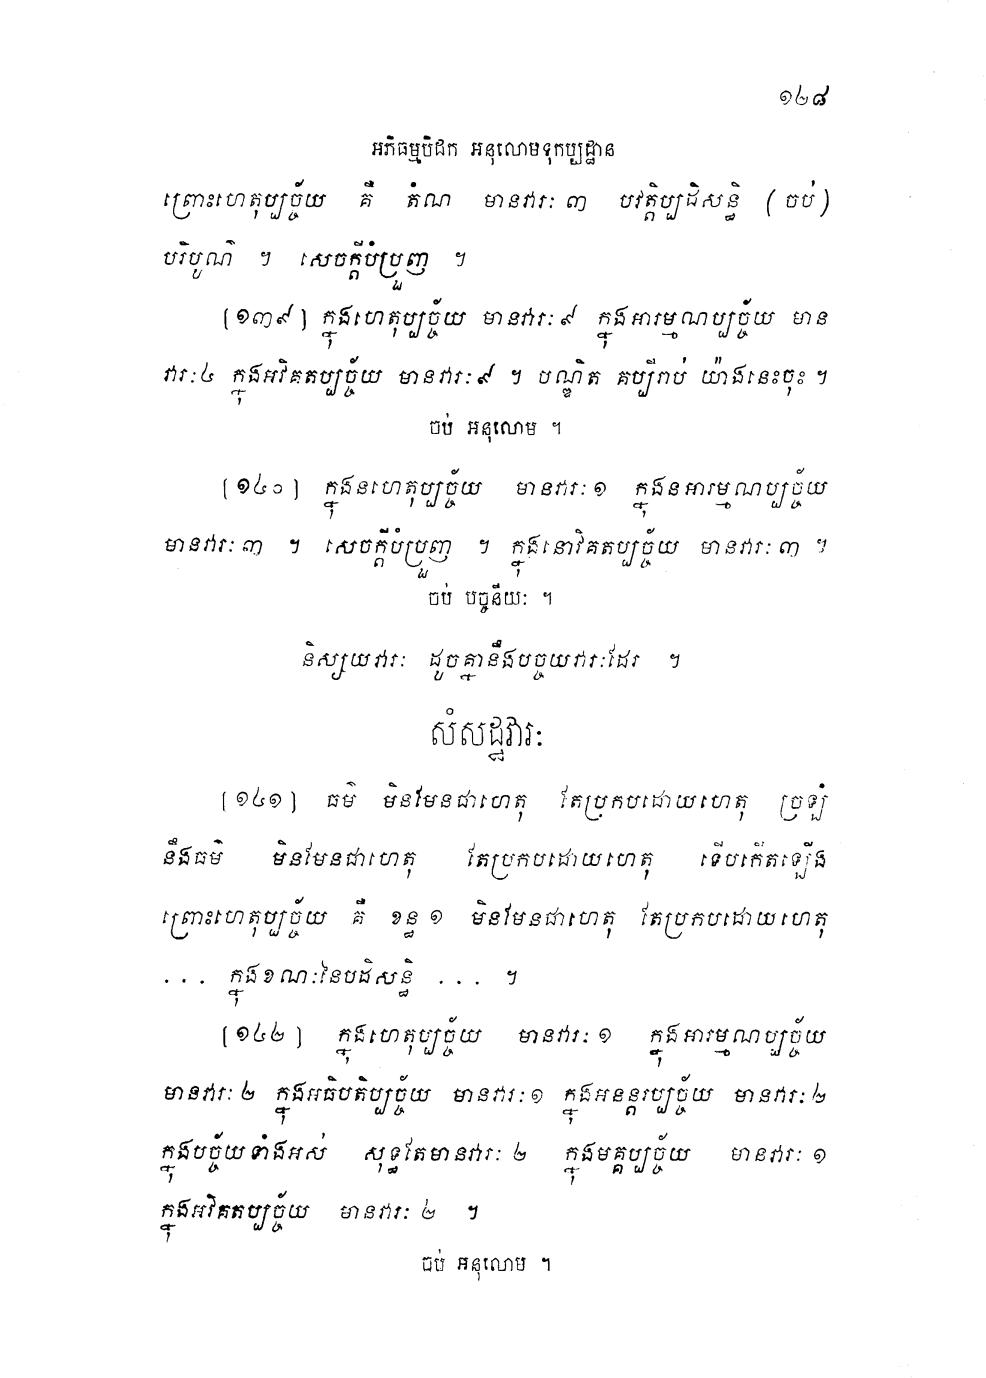 ១២៨
អភិធម្មបិដក អនុលោមទុកប្បដ្ឋាន
ព្រោះហេតុប្បច្ច័យ គឺ តំណ មានវារៈ ៣ បវត្តិប្បដិសន្ធិ (ចប់)
បរិបូណ៌ ។ សេចក្តីបំប្រួញ ។
[១៣៩] ក្នុងហេតុប្បច្ច័យ មានវារៈ ៩ ក្នុងអារម្មណប្បច្ច័យ មាន
វារៈ ៤ ក្នុងអវិគតប្បច្ច័យ មានវារៈ ៩ ។ បណ្ឌិត គប្បីរាប់ យ៉ាងនេះចុះ ។
ចប់ អនុលោម ។
[១៤០] ក្នុងនហេតុប្បច្ច័យ មានវារៈ ១ ក្នុងនអារម្មណប្បច្ច័យ
មានវារៈ ៣ ។ សេចក្តីបំប្រួញ ។ ក្នុងនោវិគតប្បច្ច័យ មានវារៈ ៣ ។
ចប់ បច្ចនីយៈ ។
និស្សយវារៈ ដូចគ្នានឹងបច្ចយវារៈដែរ ។
សំសដ្ឋវារៈ
[១៤១] ធម៌ មិនមែនជាហេតុ តែប្រកបដោយហេតុ ច្រឡំ
នឹងធម៌ មិនមែនជាហេតុ តែប្រកបដោយហេតុ ទើបកើតឡើង
ព្រោះហេតុប្បច្ច័យ គឺ ខន្ធ ១ មិនមែនជាហេតុ តែប្រកបដោយហេតុ
... ក្នុងខណៈនៃបដិសន្ធិ ... ។
[១៤២] ក្នុងហេតុប្បច្ច័យ មានវារៈ ១ ក្នុងអារម្មណប្បច្ច័យ
មានវារៈ ២ ក្នុងអធិបតិប្បច្ច័យ មានវារៈ ១ ក្នុងអនន្តរប្បច្ច័យ មានវារៈ ២
ក្នុងបច្ច័យទាំងអស់ សុទ្ធតែមានវារៈ ២ ក្នុងមគ្គប្បច្ច័យ មានវារៈ ១
ក្នុងអវិគតប្បច្ច័យ មានវារៈ ២ ។
ចប់ អនុលោម ។